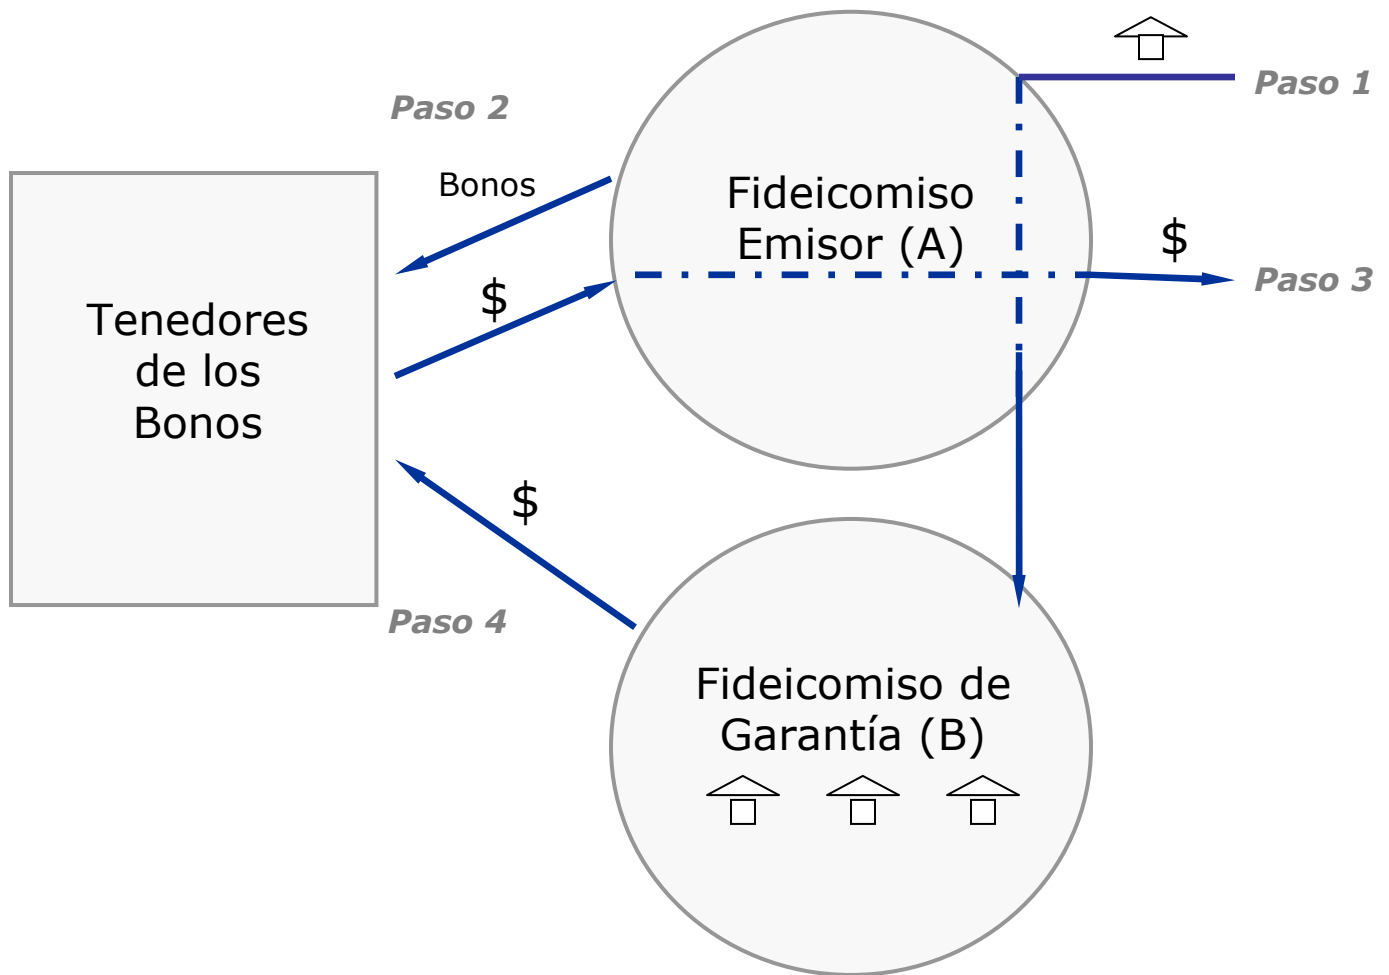 Paso 1
Paso 2
Bonos
Fideicomiso
Emisor (A)
$
Paso 3
$
Tenedores
de los
Bonos
$
Paso 4
Fideicomiso de
Garantía (B)